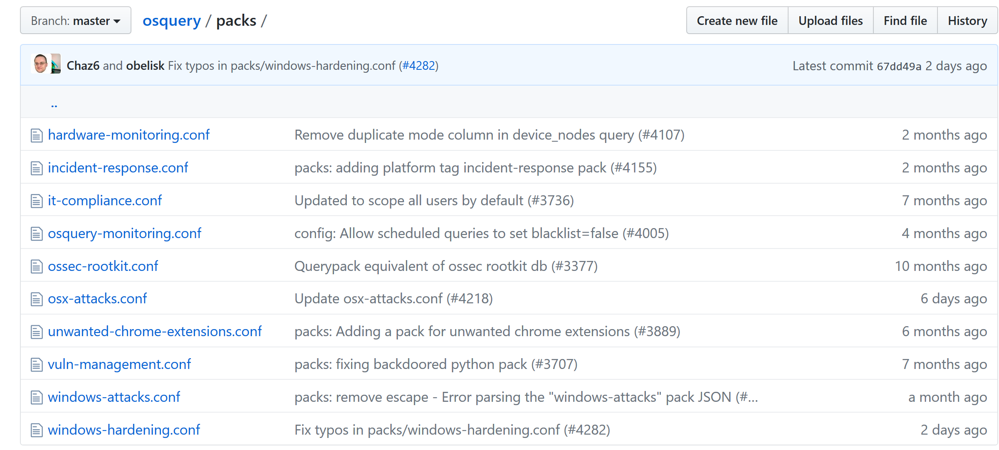 Branch: master osquery / packs / Create new file Upload files Find file History
Chaz6 and obelisk Fix typos in packs/windows-hardening.conf (#4282) Latest commit 67dd49a 2 days ago
..
hardware-monitoring.conf Remove duplicate mode column in device_nodes query (#4107) 2 months ago
incident-response.conf packs: adding platform tag incident-response pack (#4155) 2 months ago
it-compliance.conf Updated to scope all users by default (#3736) 7 months ago
osquery-monitoring.conf config: Allow scheduled queries to set blacklist=false (#4005) 4 months ago
ossec-rootkit.conf Querypack equivalent of ossec rootkit db (#3377) 10 months ago
osx-attacks.conf Update osx-attacks.conf (#4218) 6 days ago
unwanted-chrome-extensions.conf packs: Adding a pack for unwanted chrome extensions (#3889) 6 months ago
vuln-management.conf packs: fixing backdoored python pack (#3707) 7 months ago
windows-attacks.conf packs: remove escape - Error parsing the "windows-attacks" pack JSON (#... a month ago
windows-hardening.conf Fix typos in packs/windows-hardening.conf (#4282) 2 days ago